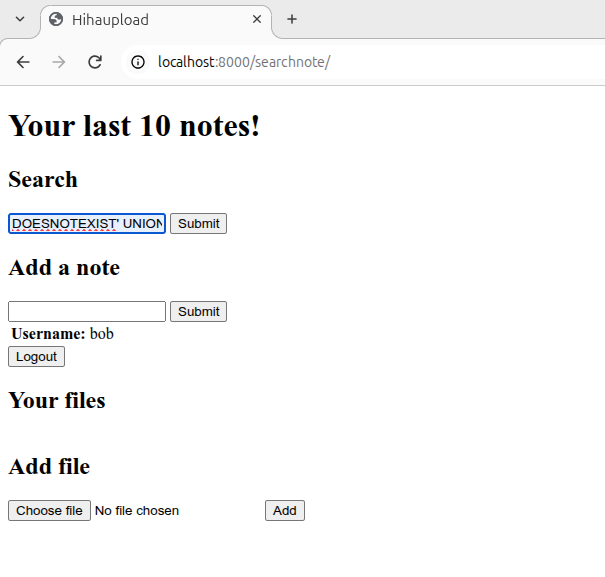 Hihaupload
localhost:8000/searchnote/
Your last 10 notes!
Search
DOESNOTEXIST' UNION Submit
Add a note
Submit
Username: bob
Logout
Your files
Add file
Choose file No file chosen Add